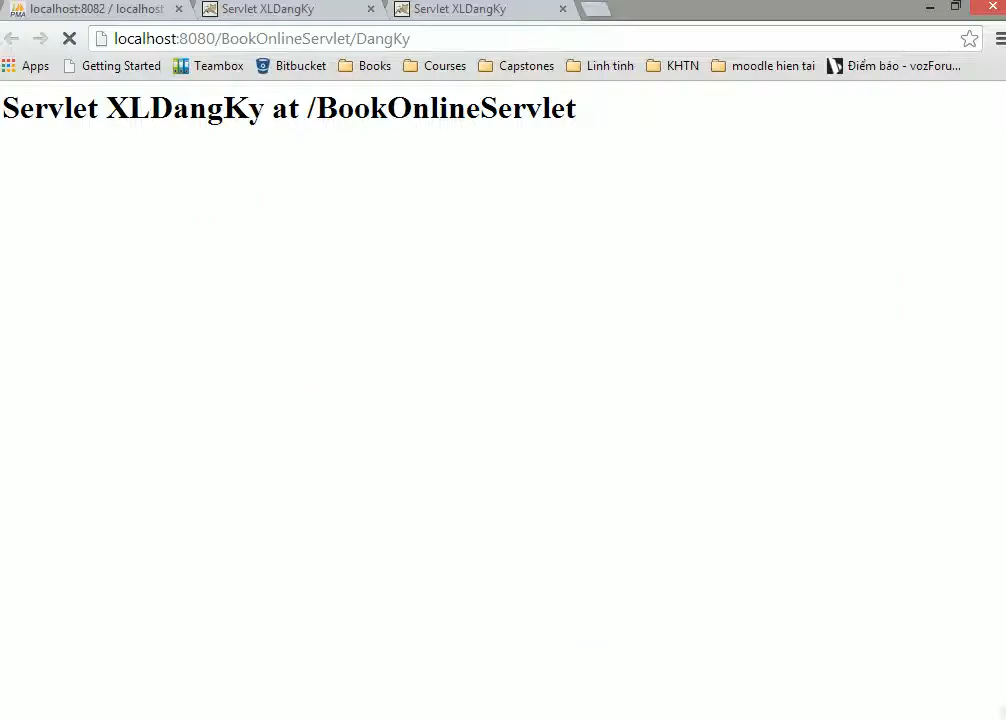 PMA localhost:8082 / localhost Servlet XLDangKy Servlet XLDangKy
localhost:8080/BookOnlineServlet/DangKy
Apps Getting Started Teambox Bitbucket Books Courses Capstones Linh tinh KHTN moodle hien tai Điểm báo - vozForu...
Servlet XLDangKy at /BookOnlineServlet